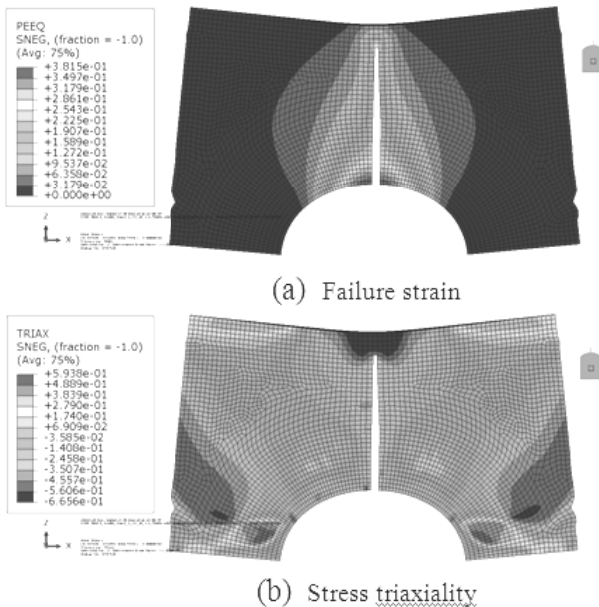 PEEQ
SNEG, (fraction = -1.0)
(Avg: 75%)
+3.815e-01
+3.497e-01
+3.179e-01
+2.861e-01
+2.543e-01
+2.225e-01
+1.907e-01
+1.589e-01
+1.272e-01
+9.537e-02
+6.358e-02
+3.179e-02
+0.000e+00
Z
X
(a) Failure strain
TRIAX
SNEG, (fraction = -1.0)
(Avg: 75%)
+5.938e-01
+4.889e-01
+3.839e-01
+2.790e-01
+1.740e-01
+6.909e-02
-3.585e-02
-1.408e-01
-2.458e-01
-3.507e-01
-4.557e-01
-5.606e-01
-6.656e-01
Z
X
(b) Stress triaxiality